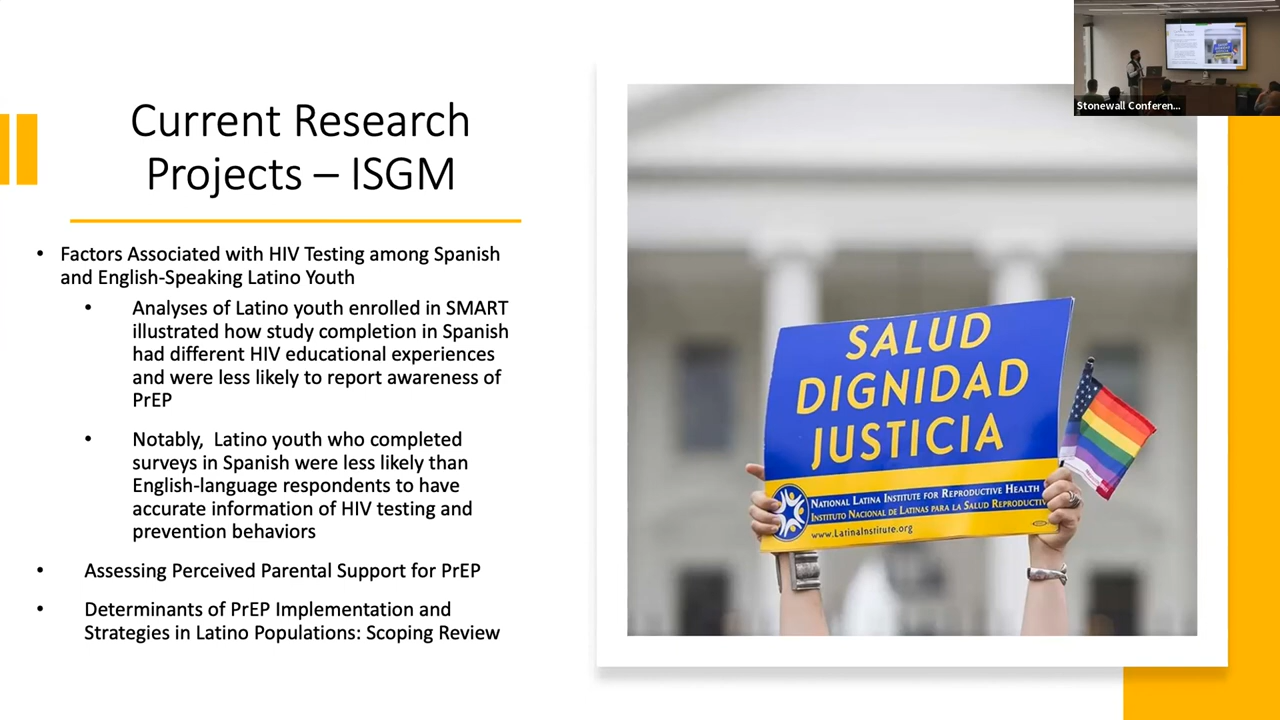 Stonewall Conferen...
Current Research
Projects – ISGM
• Factors Associated with HIV Testing among Spanish
and English-Speaking Latino Youth
• Analyses of Latino youth enrolled in SMART
illustrated how study completion in Spanish
had different HIV educational experiences
and were less likely to report awareness of
PrEP
• Notably, Latino youth who completed
surveys in Spanish were less likely than
English-language respondents to have
accurate information of HIV testing and
prevention behaviors
• Assessing Perceived Parental Support for PrEP
• Determinants of PrEP Implementation and
Strategies in Latino Populations: Scoping Review
SALUD
DIGNIDAD
JUSTICIA
NATIONAL LATINA INSTITUTE FOR REPRODUCTIVE HEALTH
INSTITUTO NACIONAL DE LATINAS PARA LA SALUD REPRODUCTIV
www.LatinaInstitute.org